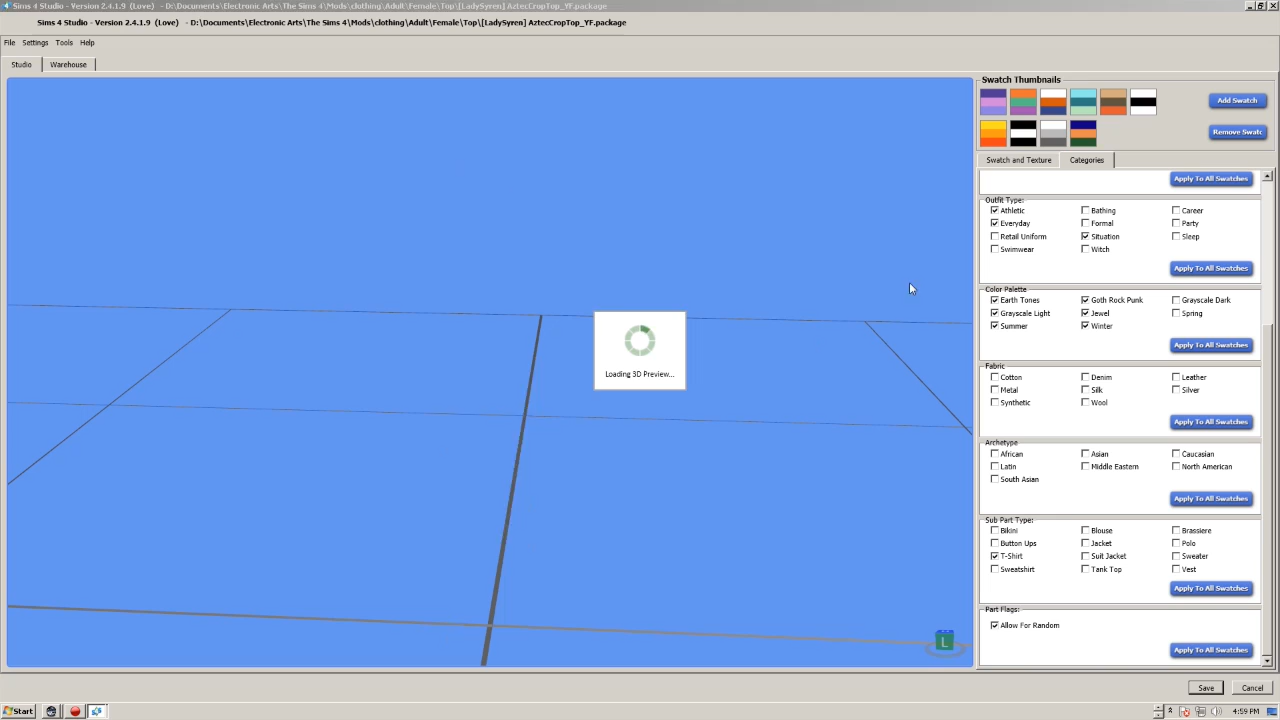 Sims 4 Studio - Version 2.4.1.9 (Love) - D:\Documents\Electronic Arts\The Sims 4\Mods\clothing\Adult\Female\Top\[LadySyren] AztecCropTop_YF.package
Sims 4 Studio - Version 2.4.1.9 (Love) - D:\Documents\Electronic Arts\The Sims 4\Mods\clothing\Adult\Female\Top\[LadySyren] AztecCropTop_YF.package
File Settings Tools Help
Studio Warehouse
Swatch Thumbnails
Add Swatch
Remove Swatc
Swatch and Texture Categories
Apply To All Swatches
Outfit Type:
Athletic Bathing Career
Everyday Formal Party
Retail Uniform Situation Sleep
Swimwear Witch
Apply To All Swatches
Color Palette
Earth Tones Goth Rock Punk Grayscale Dark
Grayscale Light Jewel Spring
Summer Winter
Apply To All Swatches
Fabric
Cotton Denim Leather
Metal Silk Silver
Synthetic Wool
Apply To All Swatches
Archetype
African Asian Caucasian
Latin Middle Eastern North American
South Asian
Apply To All Swatches
Sub Part Type:
Bikini Blouse Brassiere
Button Ups Jacket Polo
T-Shirt Suit Jacket Sweater
Sweatshirt Tank Top Vest
Apply To All Swatches
Part Flags:
Allow For Random
Apply To All Swatches
Loading 3D Preview...
L
Save Cancel
Start 4:59 PM